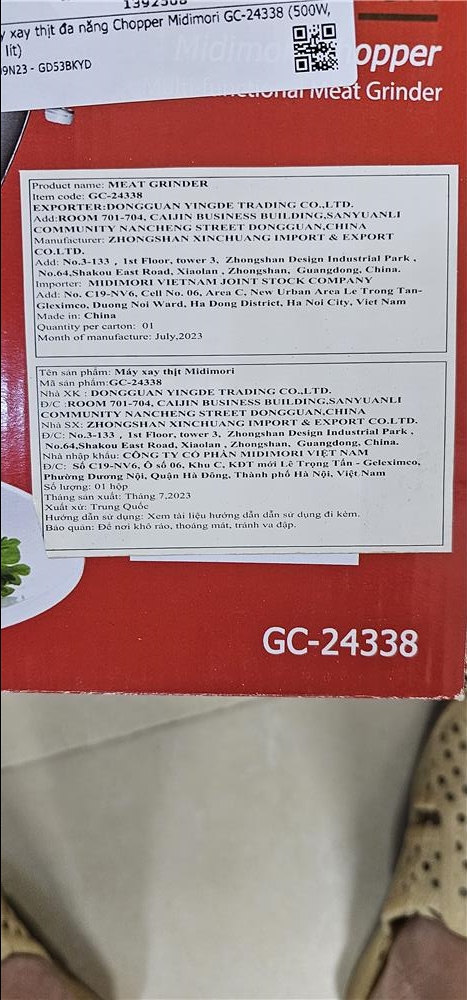 1392388
y xay thịt đa năng Chopper Midimori GC-24338 (500W,
lít)
09N23 - GD53BKYD
Midimo opper
Meat Grinder
Product name: MEAT GRINDER
Item code: GC-24338
EXPORTER:DONGGUAN YINGDE TRADING CO.,LTD.
Add:ROOM 701-704, CAIJIN BUSINESS BUILDING,SANYUANLI
COMMUNITY NANCHENG STREET DONGGUAN,CHINA
Manufacturer: ZHONGSHAN XINCHUANG IMPORT & EXPORT
CO.LTD.
Add: No.3-133 , 1st Floor, tower 3, Zhongshan Design Industrial Park ,
No.64,Shakou East Road, Xiaolan , Zhongshan, Guangdong, China.
Importer: MIDIMORI VIETNAM JOINT STOCK COMPANY
Add: No. C19-NV6, Cell No. 06, Area C, New Urban Area Le Trong Tan-
Gleximco, Duong Noi Ward, Ha Dong District, Ha Noi City, Viet Nam
Made in: China
Quantity per carton: 01
Month of manufacture: July,2023
Tên sản phẩm: Máy xay thịt Midimori
Mã sản phẩm:GC-24338
Nhà XK : DONGGUAN YINGDE TRADING CO.,LTD.
Đ/C :ROOM 701-704, CAIJIN BUSINESS BUILDING,SANYUANLI
COMMUNITY NANCHENG STREET DONGGUAN,CHINA
Nhà SX: ZHONGSHAN XINCHUANG IMPORT & EXPORT CO.LTD.
Đ/C: No.3-133 , 1st Floor, tower 3, Zhongshan Design Industrial Park ,
No.64,Shakou East Road, Xiaolan , Zhongshan, Guangdong, China.
Nhà nhập khẩu: CÔNG TY CỔ PHẦN MIDIMORI VIỆT NAM
Đ/C: Số C19-NV6, Ô số 06, Khu C, KDT mới Lê Trọng Tấn - Geleximco,
Phường Dương Nội, Quận Hà Đông, Thành phố Hà Nội, Việt Nam
Số lượng: 01 hộp
Tháng sản xuất: Tháng 7,2023
Xuất xứ: Trung Quốc
Hướng dẫn sử dụng: Xem tài liệu hướng dẫn dẫn sử dụng đi kèm.
Bảo quản: Để nơi khô ráo, thoáng mát, tránh va đập.
GC-24338